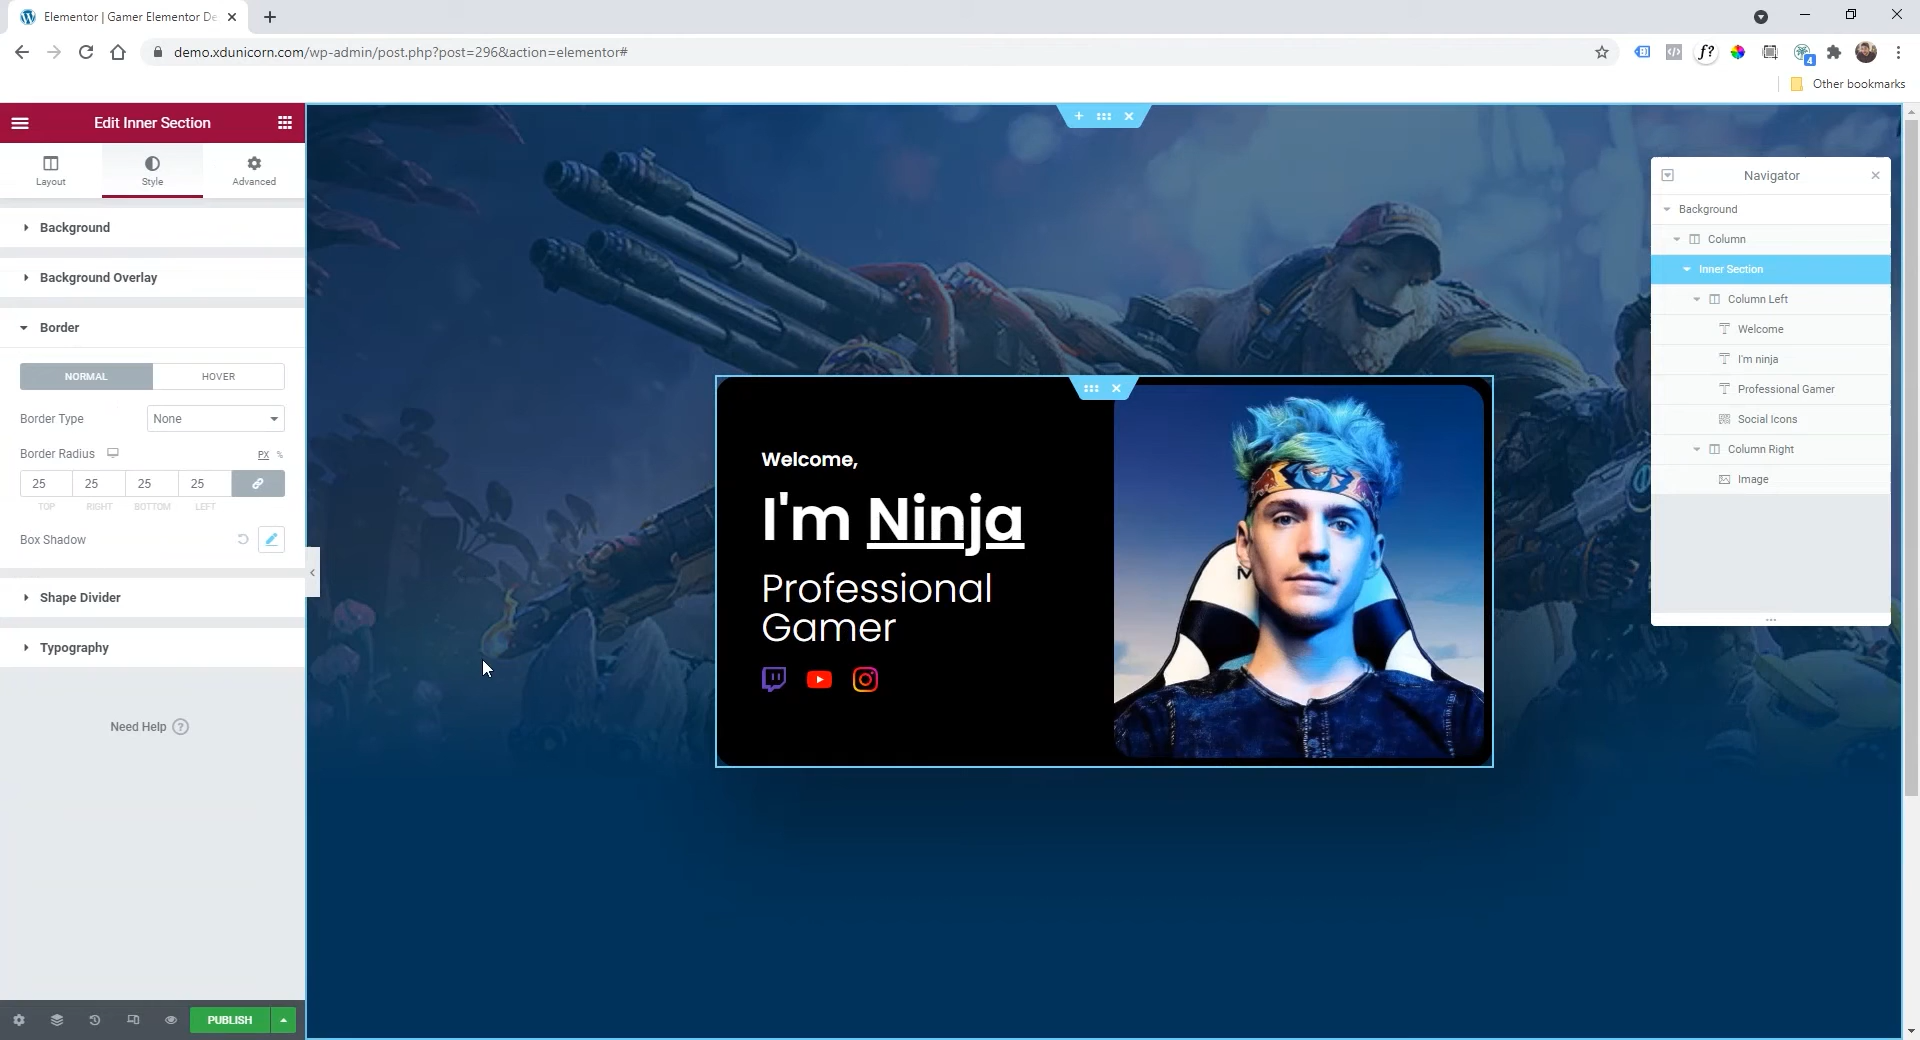 Elementor | Gamer Elementor De
demo.xdunicorn.com/wp-admin/post.php?post=296&action=elementor#
f?
4
Other bookmarks
Edit Inner Section
Layout
Style
Advanced
Background
Background Overlay
Border
NORMAL
HOVER
Border Type
None
Border Radius
PX %
25
25
25
25
TOP
RIGHT
BOTTOM
LEFT
Box Shadow
Shape Divider
Typography
Need Help ?
PUBLISH
Welcome,
I'm Ninja
Professional
Gamer
Navigator
Background
Column
Inner Section
Column Left
Welcome
I'm ninja
Professional Gamer
Social Icons
Column Right
Image